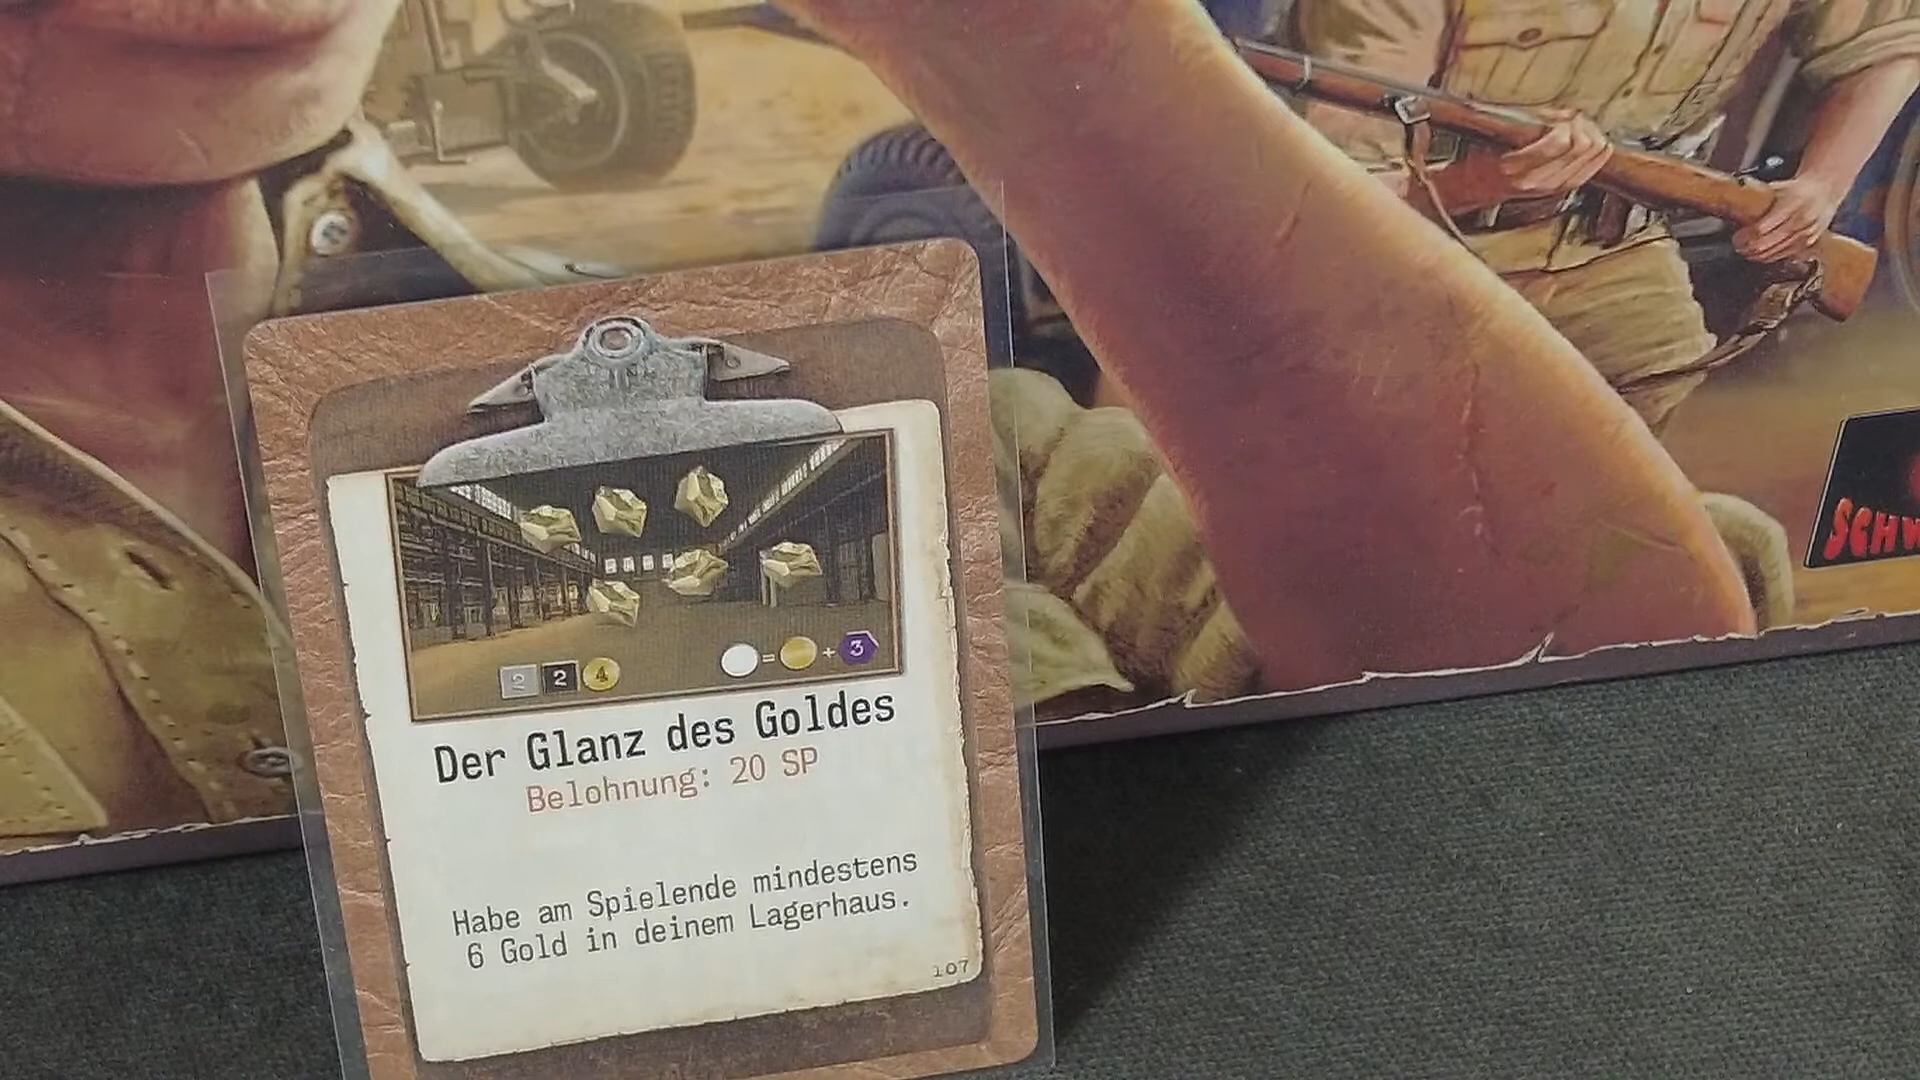 2 2 4
= + 3
Der Glanz des Goldes
Belohnung: 20 SP
Habe am Spielende mindestens
6 Gold in deinem Lagerhaus.
107